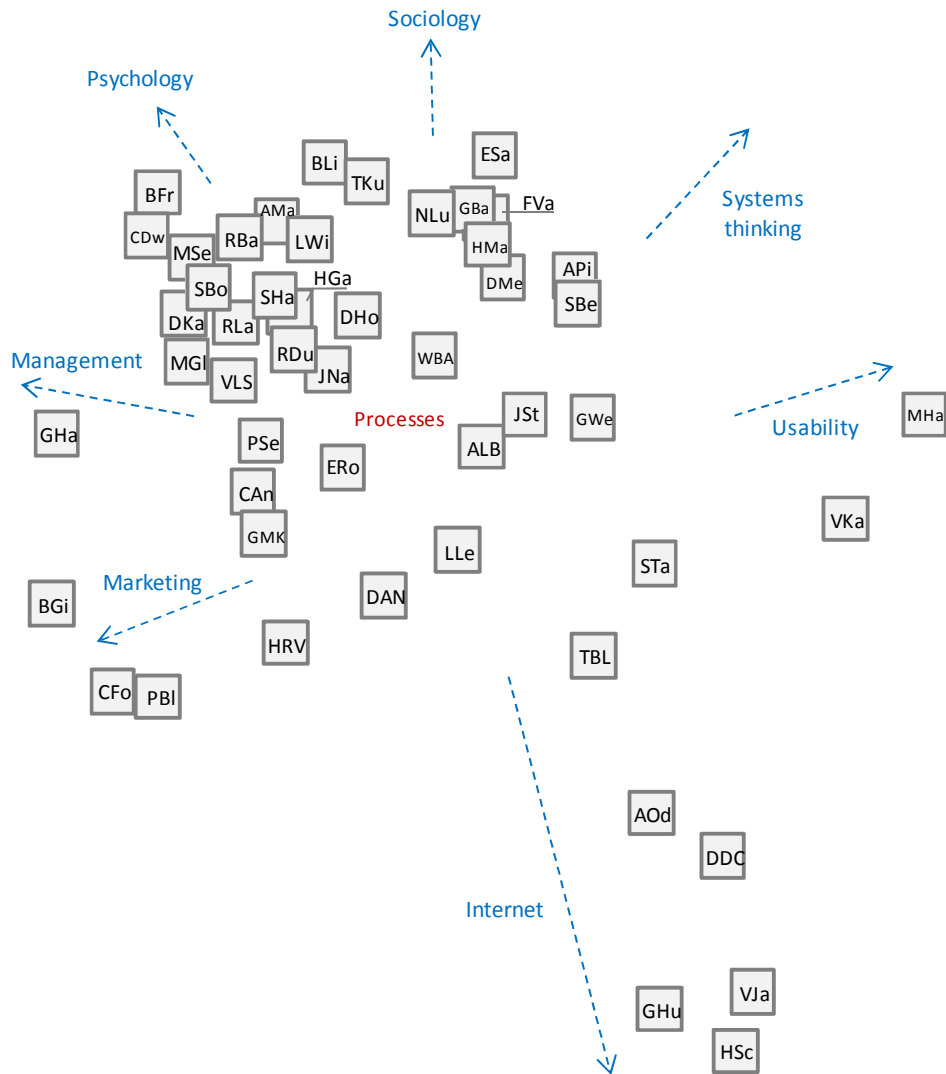 Sociology
Psychology
ESa
BLi
TKu
BFr
Systems
thinking
FVa
GBa
NLu
AMa
CDw
RBa
LWi
HMa
MSe
APi
HGa
DMe
SBo
SHa
SBe
DKa
RLa
DHo
RDu
WBA
Management
MGl
JNa
VLS
Processes
JSt
GWe
MHa
Usability
GHa
PSe
ALB
ERo
CAn
VKa
GMK
LLe
STa
Marketing
BGi
DAN
HRV
TBL
CFo
PBl
AOd
DDC
Internet
VJa
GHu
HSc